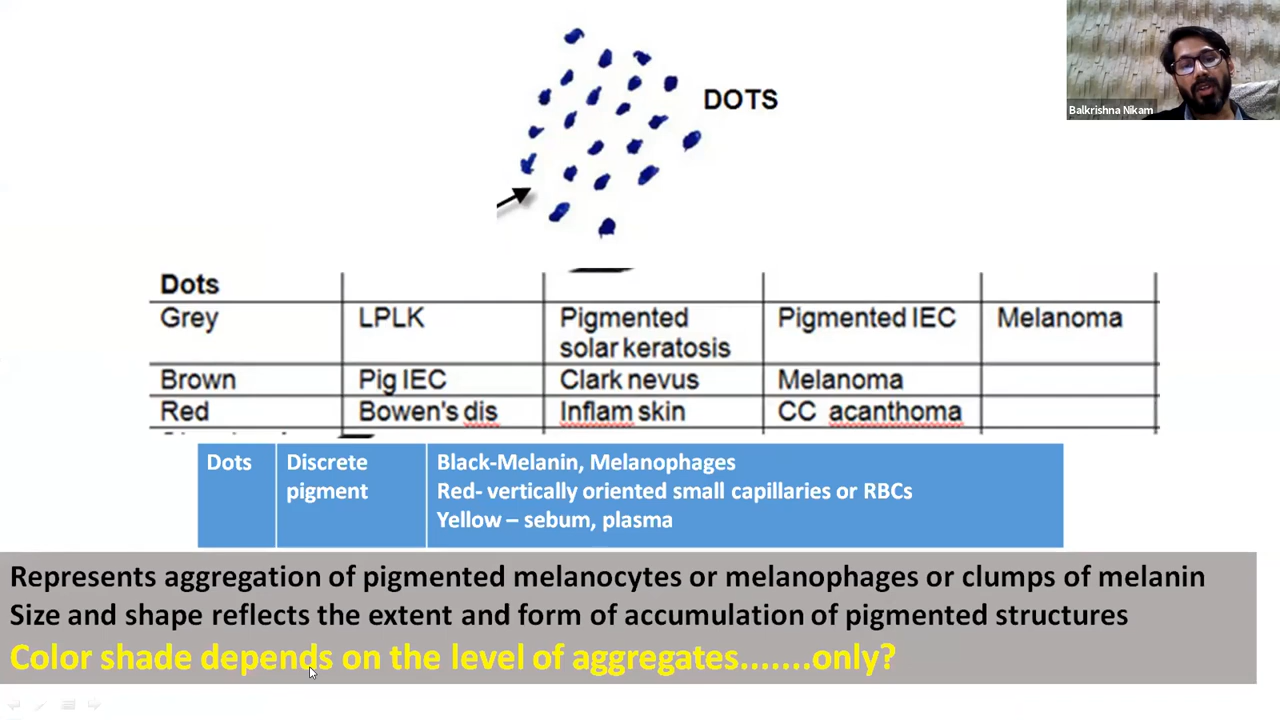 DOTS
Balkrishna Nikam
Dots
Grey LPLK Pigmented solar keratosis Pigmented IEC Melanoma
Brown Pig IEC Clark nevus Melanoma
Red Bowen's dis Inflam skin CC acanthoma
Dots Discrete pigment
Black-Melanin, Melanophages
Red- vertically oriented small capillaries or RBCs
Yellow – sebum, plasma
Represents aggregation of pigmented melanocytes or melanophages or clumps of melanin
Size and shape reflects the extent and form of accumulation of pigmented structures
Color shade depends on the level of aggregates.......only?